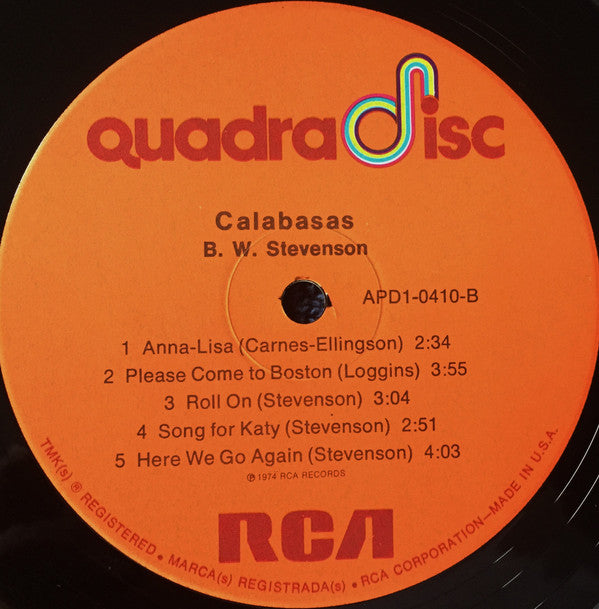 quadradisc
Calabasas
B. W. Stevenson
APD1-0410-B
1 Anna-Lisa (Carnes-Ellingson) 2:34
2 Please Come to Boston (Loggins) 3:55
3 Roll On (Stevenson) 3:04
4 Song for Katy (Stevenson) 2:51
5 Here We Go Again (Stevenson) 4:03
℗ 1974 RCA RECORDS
RCA
TMK(s) ® REGISTERED • MARCA(s) REGISTRADA(s) • RCA CORPORATION—MADE IN U.S.A.